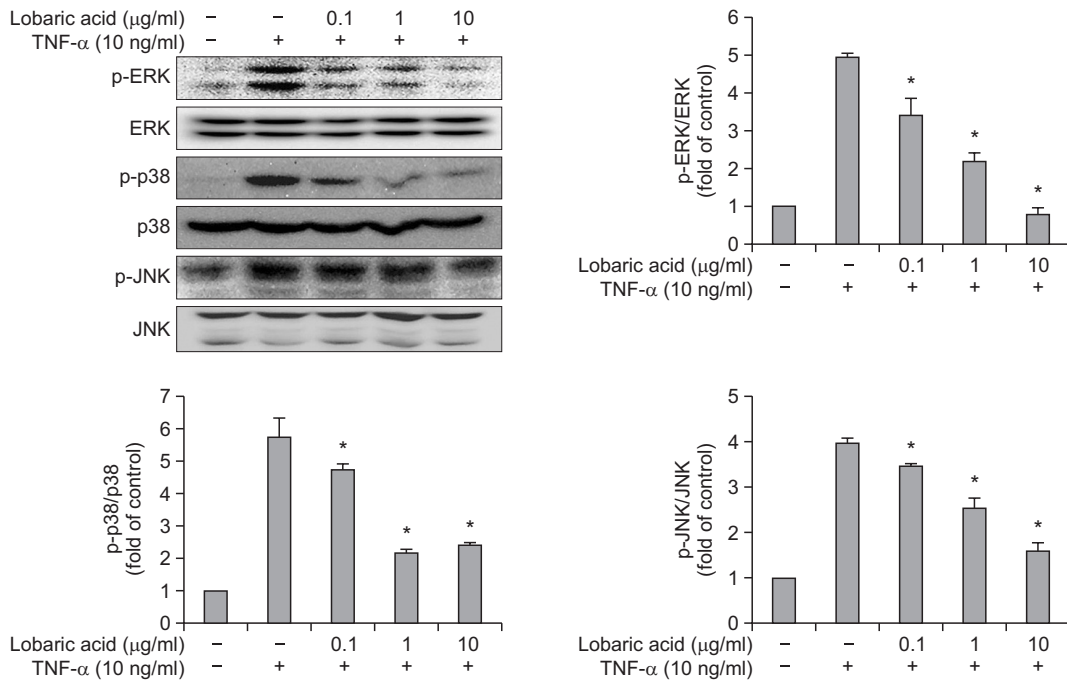 Lobaric acid (μg/ml) – – 0.1 1 10
TNF-α (10 ng/ml) – + + + +
p-ERK
ERK
p-p38
p38
p-JNK
JNK
p-ERK/ERK
(fold of control)
6
5
4
3
2
1
0
* * *
Lobaric acid (μg/ml) – – 0.1 1 10
TNF-α (10 ng/ml) – + + + +
p-p38/p38
(fold of control)
7
6
5
4
3
2
1
0
* * *
Lobaric acid (μg/ml) – – 0.1 1 10
TNF-α (10 ng/ml) – + + + +
p-JNK/JNK
(fold of control)
5
4
3
2
1
0
* * *
Lobaric acid (μg/ml) – – 0.1 1 10
TNF-α (10 ng/ml) – + + + +